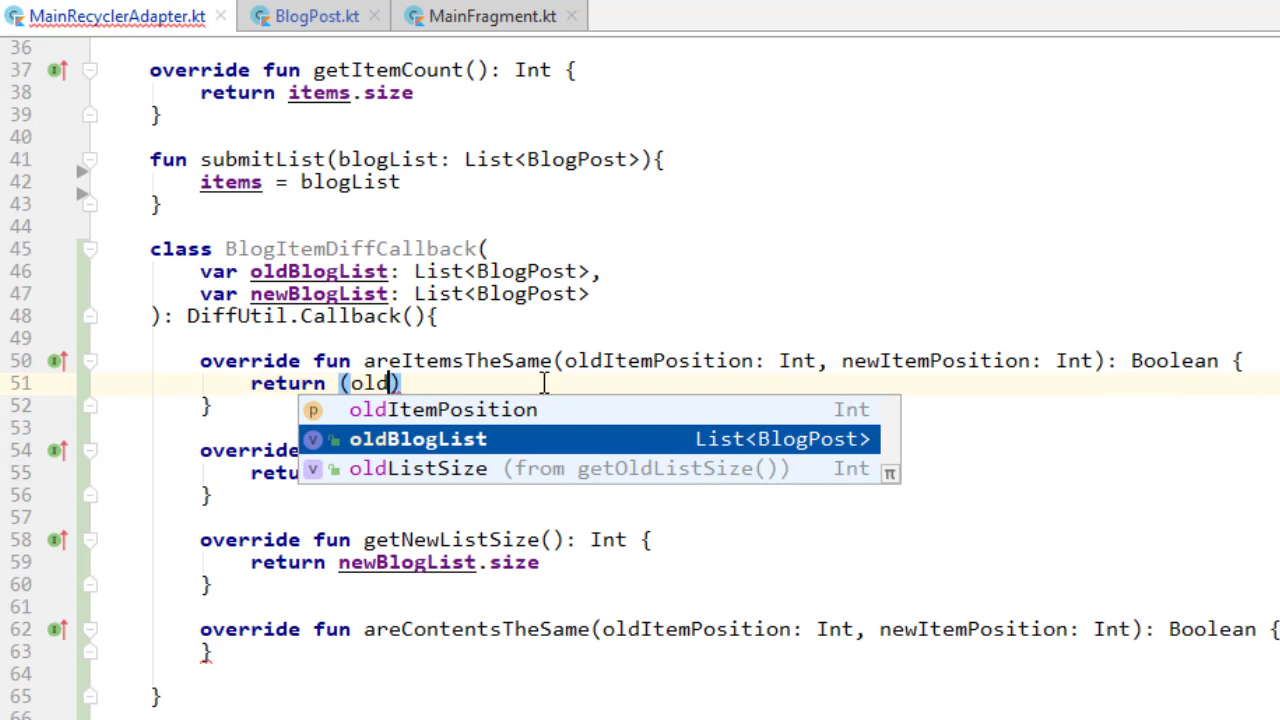 MainRecyclerAdapter.kt BlogPost.kt MainFragment.kt
36
37 override fun getItemCount(): Int {
38 return items.size
39 }
40
41 fun submitList(blogList: List<BlogPost>){
42 items = blogList
43 }
44
45 class BlogItemDiffCallback(
46 var oldBlogList: List<BlogPost>,
47 var newBlogList: List<BlogPost>
48 ): DiffUtil.Callback(){
49
50 override fun areItemsTheSame(oldItemPosition: Int, newItemPosition: Int): Boolean {
51 return (old)
52 }
p oldItemPosition Int
53
v oldBlogList List<BlogPost>
54 override
v oldListSize (from getOldListSize()) Int π
55
56 }
57
58 override fun getNewListSize(): Int {
59 return newBlogList.size
60 }
61
62 override fun areContentsTheSame(oldItemPosition: Int, newItemPosition: Int): Boolean {
63 }
64
65 }
66